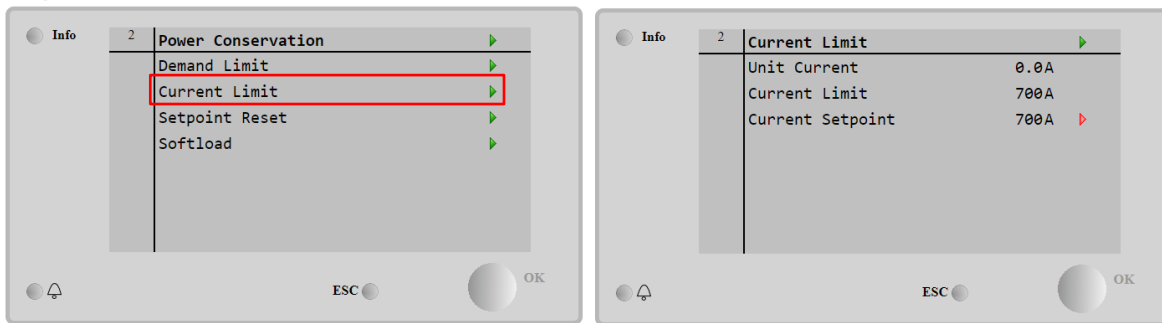 Info
2 Power Conservation
Demand Limit
Current Limit
Setpoint Reset
Softload
ESC
OK
Info
2 Current Limit
Unit Current 0.0A
Current Limit 700A
Current Setpoint 700A
ESC
OK